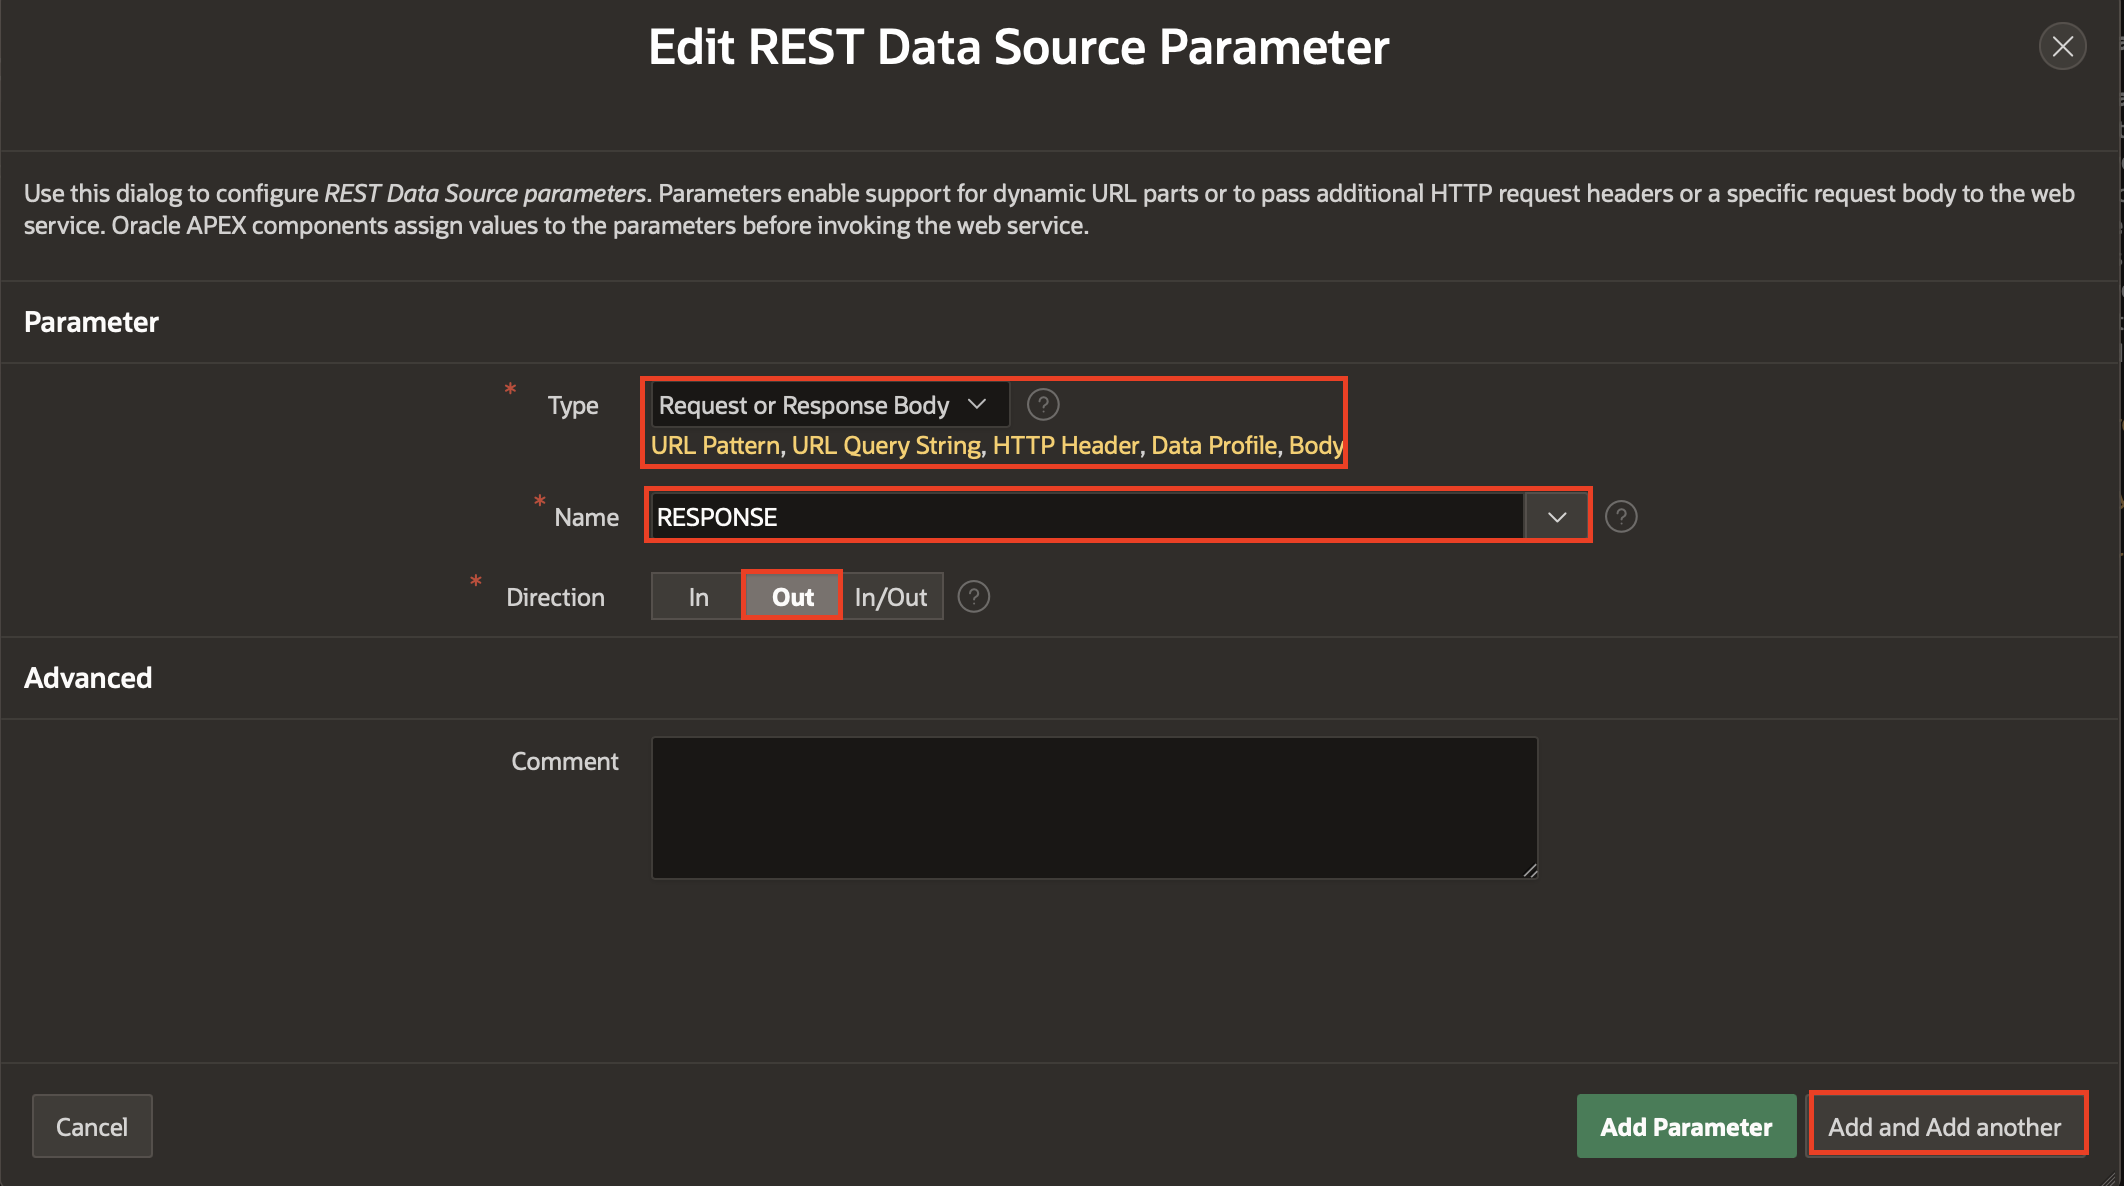 Edit REST Data Source Parameter
Use this dialog to configure REST Data Source parameters. Parameters enable support for dynamic URL parts or to pass additional HTTP request headers or a specific request body to the web
service. Oracle APEX components assign values to the parameters before invoking the web service.
Parameter
* Type Request or Response Body ?
URL Pattern, URL Query String, HTTP Header, Data Profile, Body
* Name RESPONSE ?
* Direction In Out In/Out ?
Advanced
Comment
Cancel Add Parameter Add and Add another